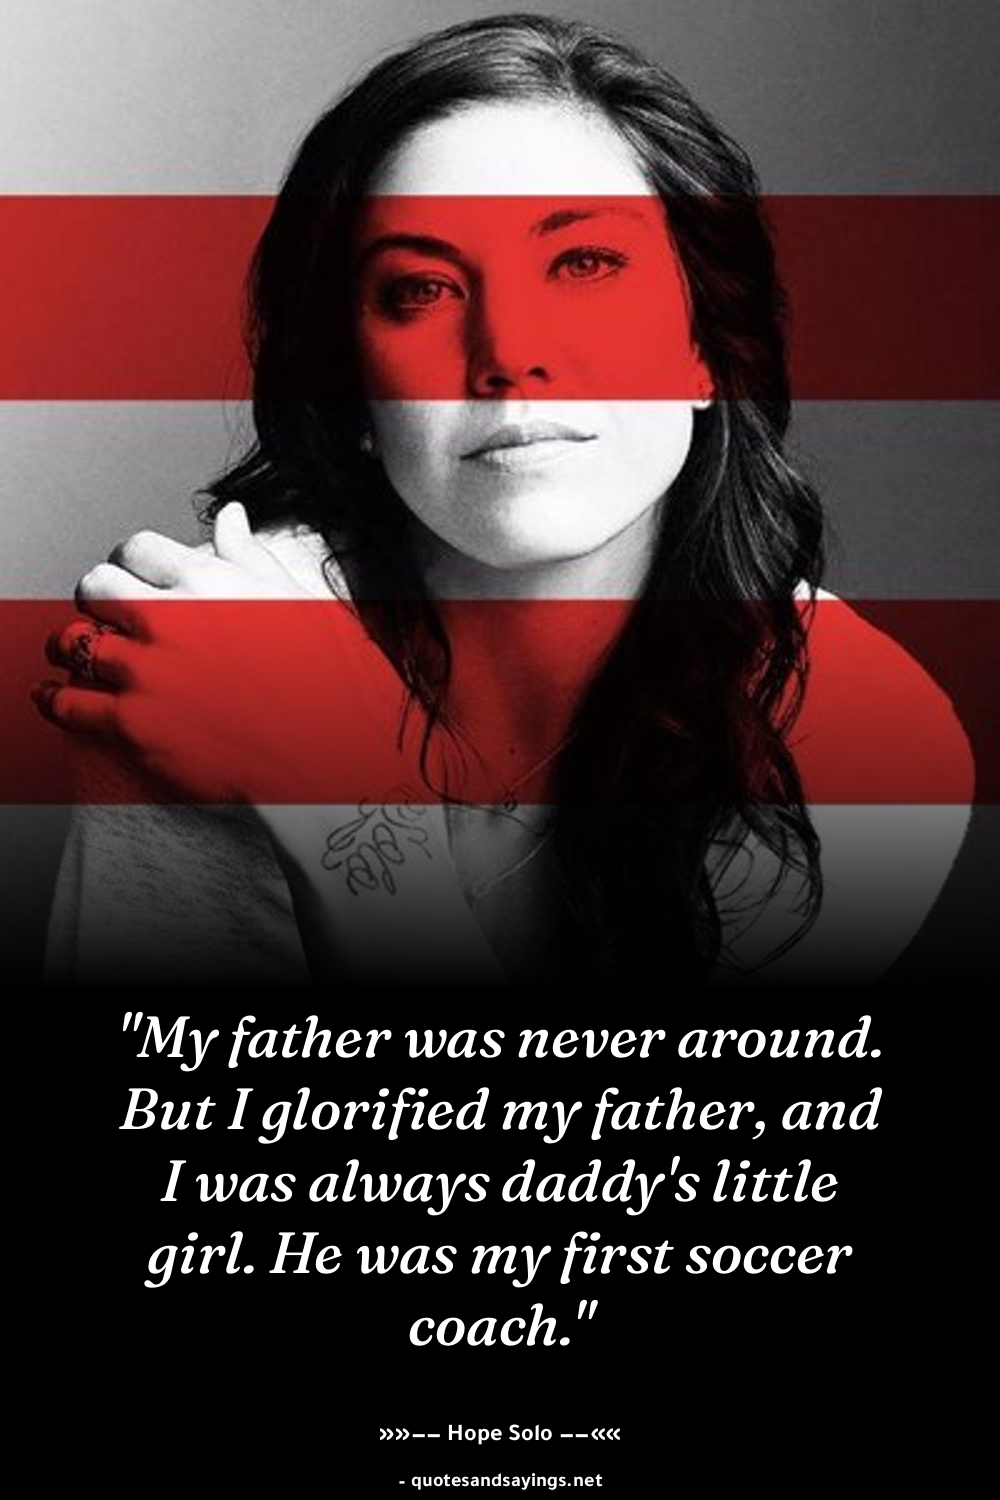 "My father was never around.
But I glorified my father, and
I was always daddy's little
girl. He was my first soccer
coach."
»»−− Hope Solo −−««
- quotesandsayings.net